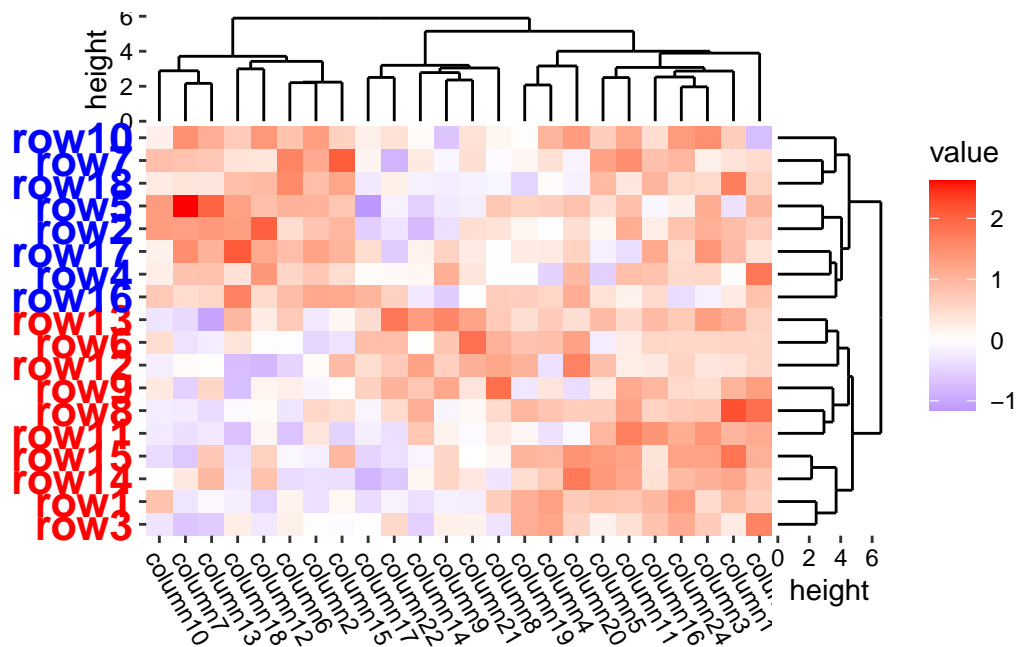 6
4
2
0
height
row10
row7
row18
row5
row2
row17
row4
row16
row13
row6
row12
row9
row8
row11
row15
row14
row1
row3
column10
column7
column13
column18
column12
column6
column2
column15
column17
column22
column14
column9
column21
column8
column19
column4
column20
column5
column11
column16
column24
column3
0 2 4 6
height
value
2
1
0
−1